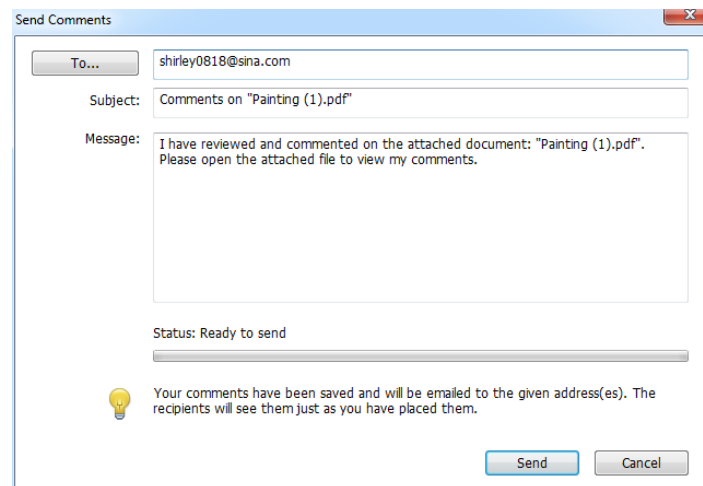 Send Comments
To...
shirley0818@sina.com
Subject:
Comments on "Painting (1).pdf"
Message:
I have reviewed and commented on the attached document: "Painting (1).pdf".
Please open the attached file to view my comments.
Status: Ready to send
Your comments have been saved and will be emailed to the given address(es). The
recipients will see them just as you have placed them.
Send
Cancel